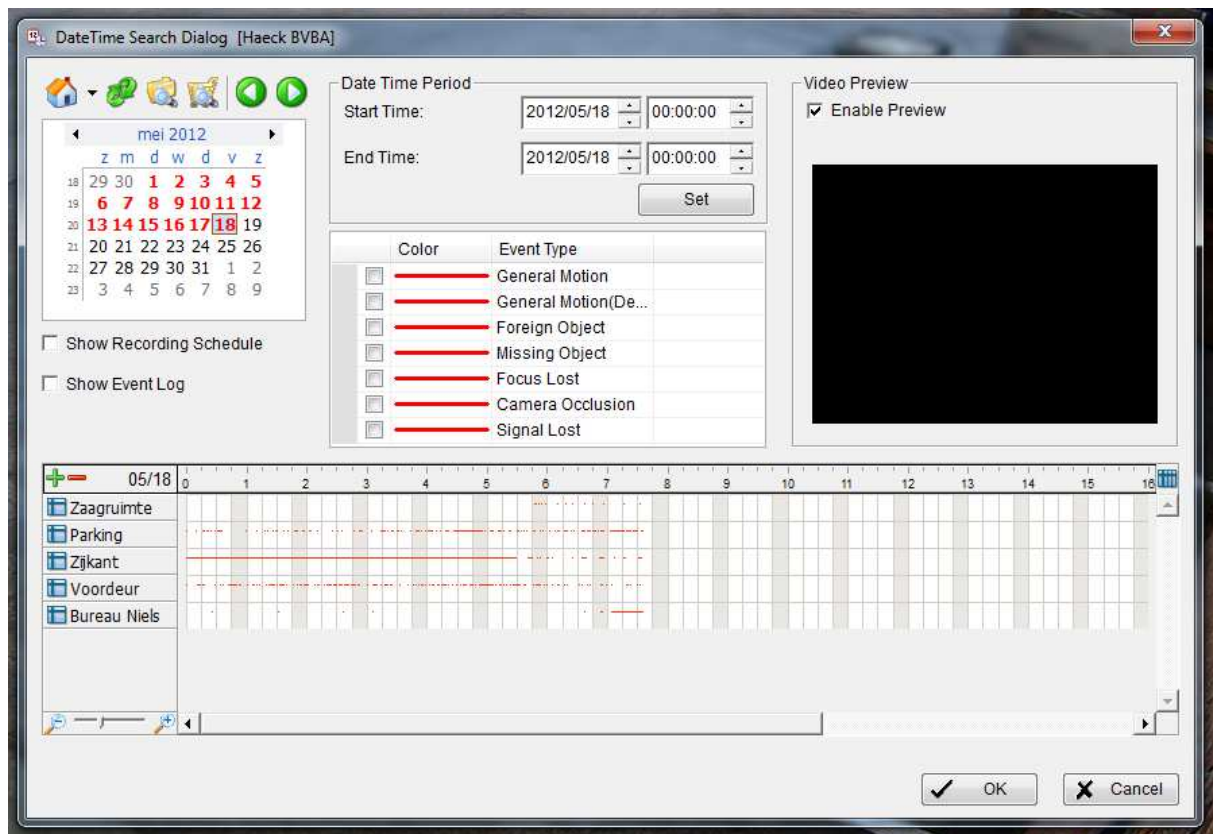 DateTime Search Dialog [Haeck BVBA]
mei 2012
z m d w d v z
18 29 30 1 2 3 4 5
19 6 7 8 9 10 11 12
20 13 14 15 16 17 18 19
21 20 21 22 23 24 25 26
22 27 28 29 30 31 1 2
23 3 4 5 6 7 8 9
Show Recording Schedule
Show Event Log
Date Time Period
Start Time: 2012/05/18 00:00:00
End Time: 2012/05/18 00:00:00
Set
Color Event Type
General Motion
General Motion(De...
Foreign Object
Missing Object
Focus Lost
Camera Occlusion
Signal Lost
Video Preview
Enable Preview
05/18 0 1 2 3 4 5 6 7 8 9 10 11 12 13 14 15 16
Zaagruimte
Parking
Zijkant
Voordeur
Bureau Niels
OK Cancel